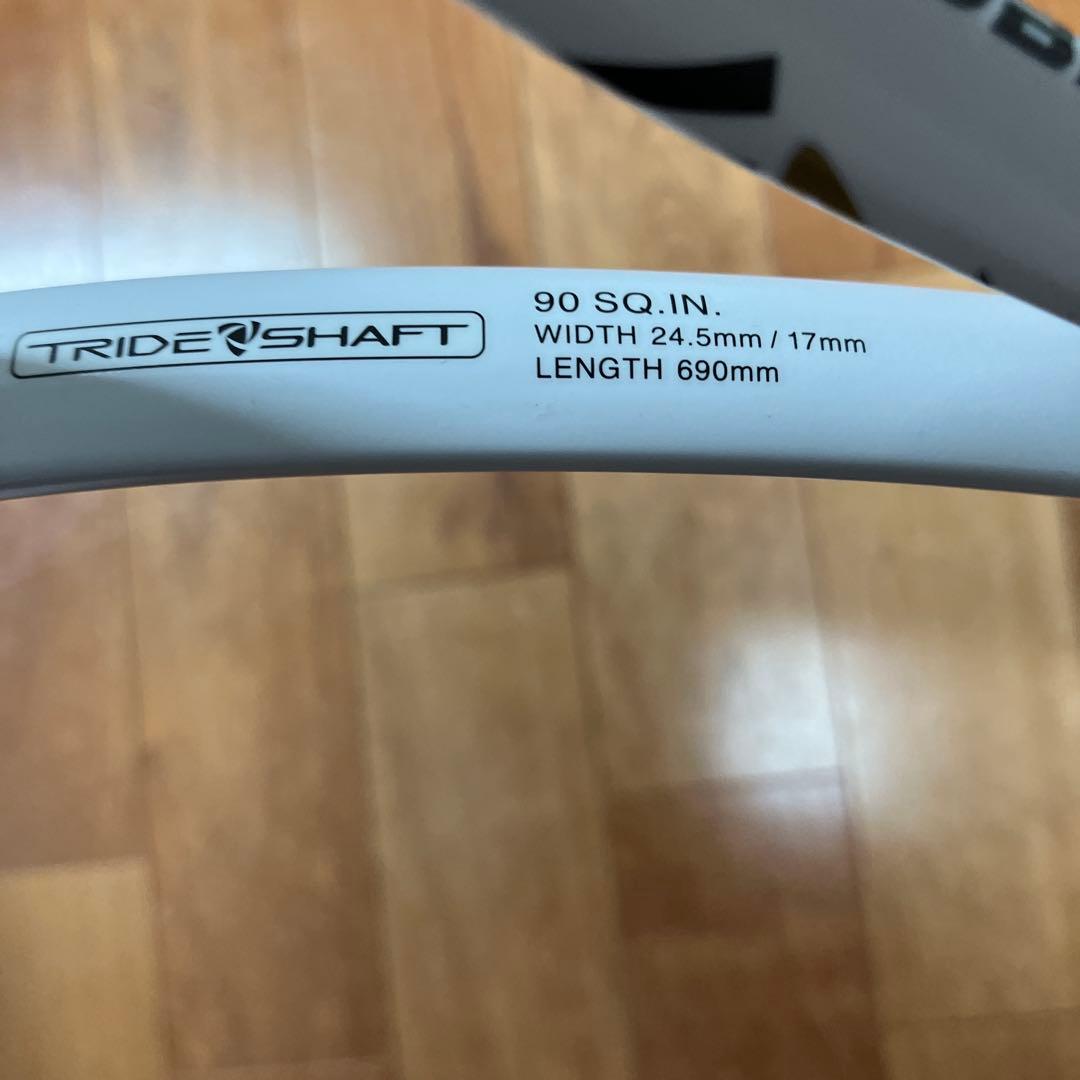 TRIDE SHAFT
90 SQ.IN.
WIDTH 24.5mm / 17mm
LENGTH 690mm